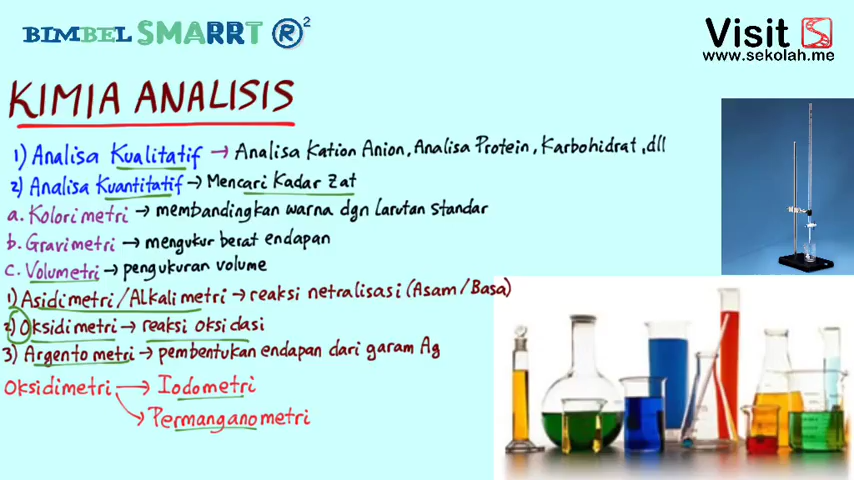 BIMBEL SMARRT ® ²
Visit S
www.sekolah.me
KIMIA ANALISIS
1) Analisa Kualitatif → Analisa Kation Anion, Analisa Protein, Karbohidrat, dll
2) Analisa Kuantitatif → Mencari Kadar Zat
a. Kolorimetri → membandingkan warna dgn larutan standar
b. Gravimetri → mengukur berat endapan
c. Volumetri → pengukuran volume
1) Asidimetri/Alkalimetri → reaksi netralisasi (Asam/Basa)
2) Oksidimetri → reaksi oksidasi
3) Argentometri → pembentukan endapan dari garam Ag
Oksidimetri → Iodometri
→ Permanganometri